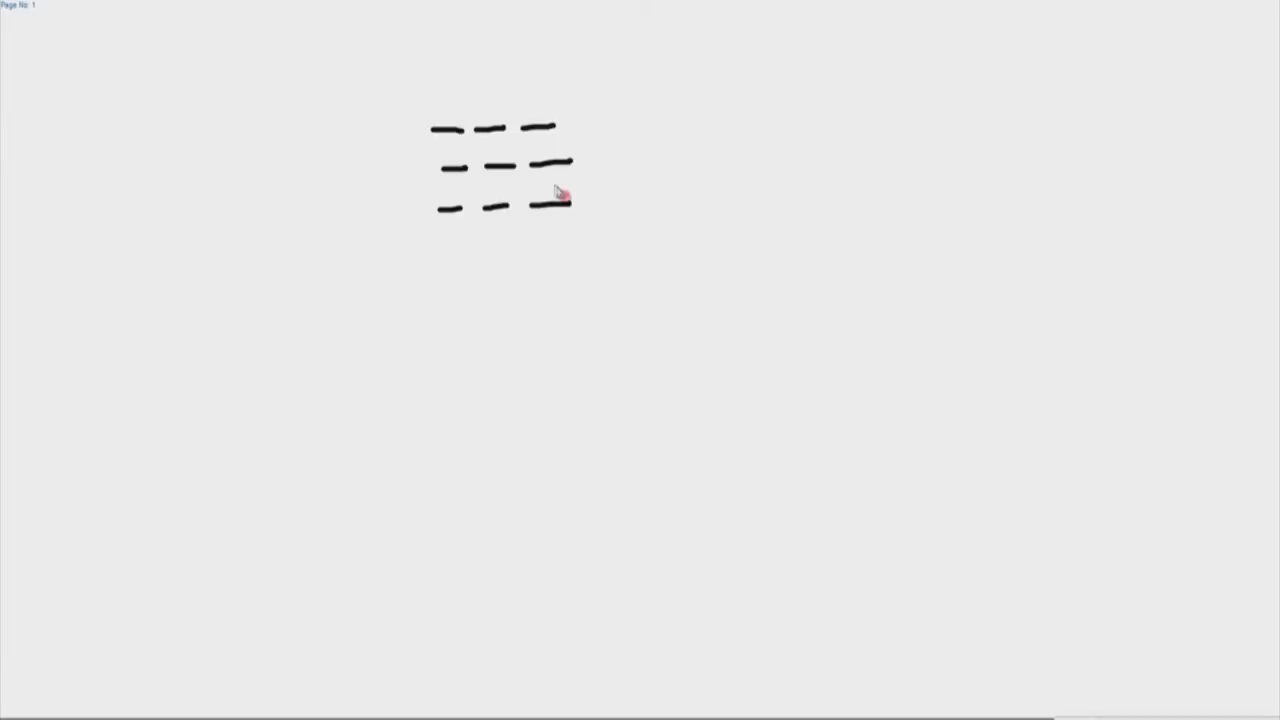 Page No: 1
— — —
— — —
— — —